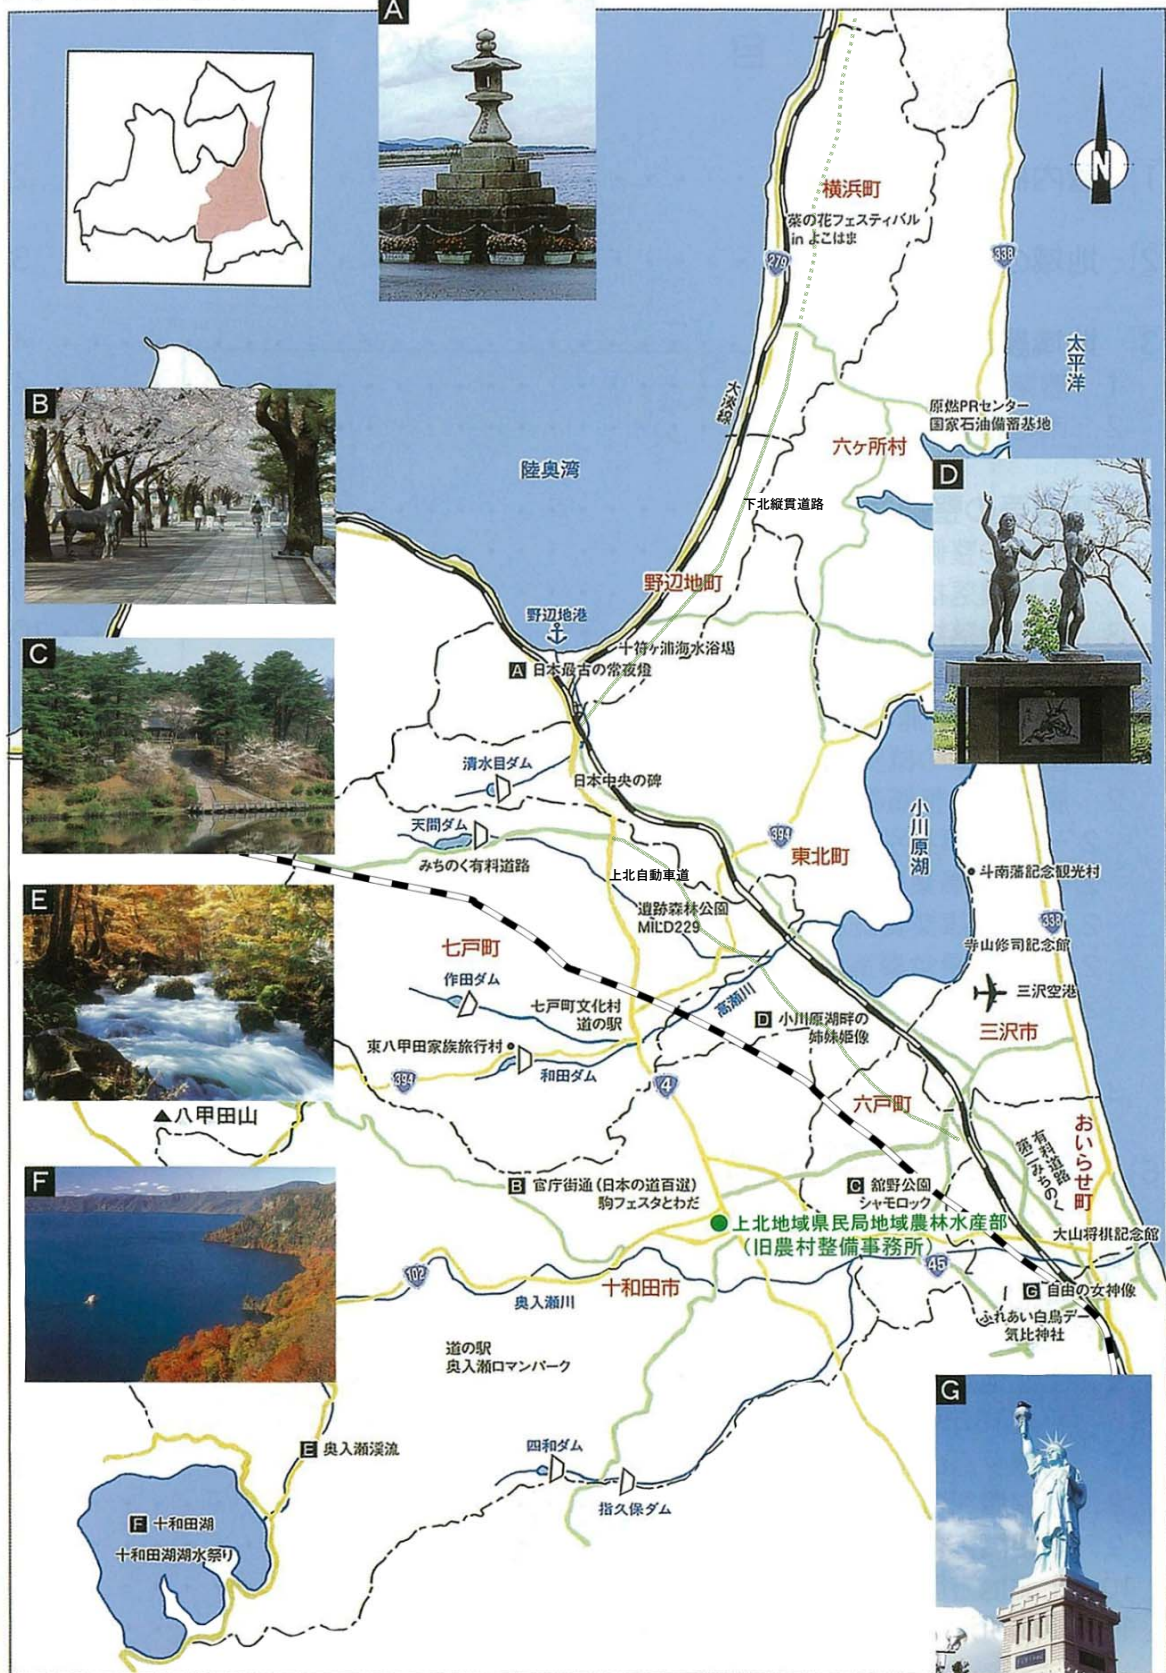 A
N
横浜町
菜の花フェスティバル
in よこはま
279
338
太平洋
大湊線
B
原燃PRセンター
国家石油備蓄基地
六ヶ所村
陸奥湾
D
下北縦貫道路
野辺地町
野辺地港
十符ヶ浦海水浴場
A 日本最古の常夜燈
C
清水目ダム
日本中央の碑
小川原湖
天間ダム
394
東北町
みちのく有料道路
上北自動車道
斗南藩記念観光村
E
遺跡森林公園
MILD229
338
七戸町
寺山修司記念館
作田ダム
七戸町文化村
道の駅
高瀬川
三沢空港
D 小川原湖畔の
姉妹姫像
三沢市
東八甲田家族旅行村
和田ダム
394
4
六戸町
八甲田山
おいらせ町
第二みちのく
有料道路
F
B 官庁街通(日本の道百選)
駒フェスタとわだ
C 舘野公園
シャモロック
上北地域県民局地域農林水産部
(旧農村整備事務所)
大山将棋記念館
102
45
十和田市
奥入瀬川
G 自由の女神像
ふれあい白鳥デー
気比神社
道の駅
奥入瀬ロマンパーク
G
E 奥入瀬渓流
四和ダム
指久保ダム
F 十和田湖
十和田湖湖水祭り